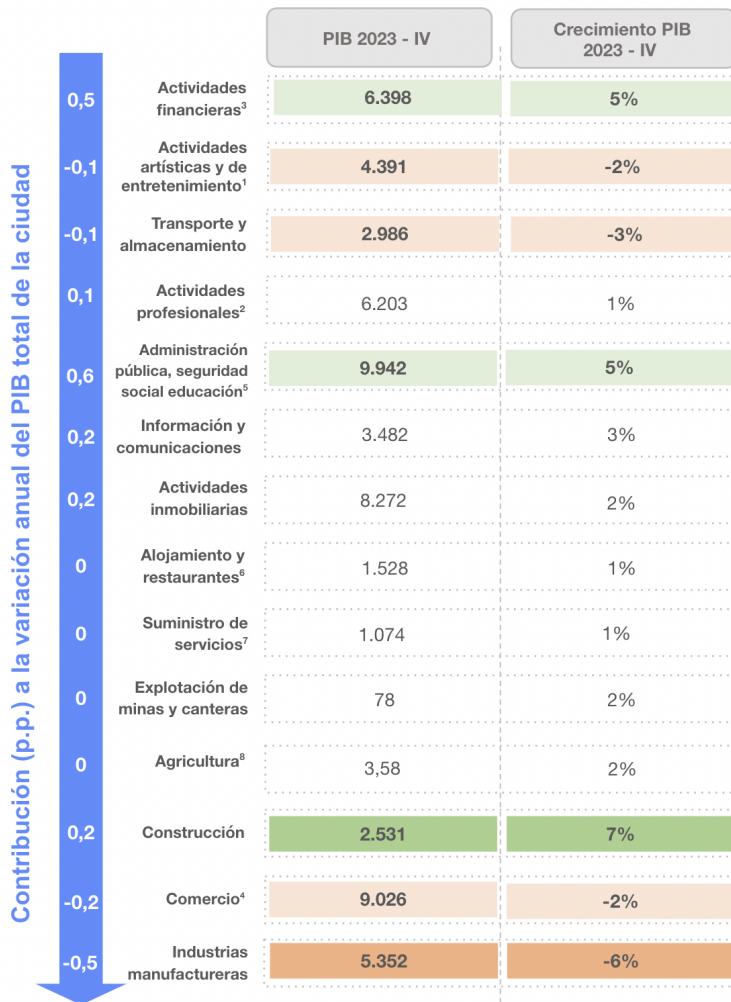 PIB 2023 - IV
Crecimiento PIB
2023 - IV
Contribución (p.p.) a la variación anual del PIB total de la ciudad
0,5
Actividades
financieras³
6.398
5%
-0,1
Actividades
artísticas y de
entretenimiento¹
4.391
-2%
-0,1
Transporte y
almacenamiento
2.986
-3%
0,1
Actividades
profesionales²
6.203
1%
0,6
Administración
pública, seguridad
social educación⁵
9.942
5%
0,2
Información y
comunicaciones
3.482
3%
0,2
Actividades
inmobiliarias
8.272
2%
0
Alojamiento y
restaurantes⁶
1.528
1%
0
Suministro de
servicios⁷
1.074
1%
0
Explotación de
minas y canteras
78
2%
0
Agricultura⁸
3,58
2%
0,2
Construcción
2.531
7%
-0,2
Comercio⁴
9.026
-2%
-0,5
Industrias
manufactureras
5.352
-6%